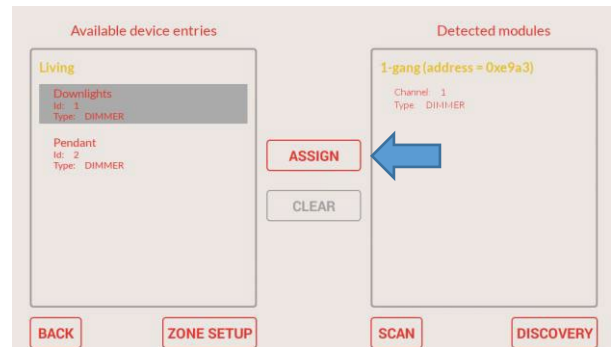 Available device entries
Detected modules
Living
Downlights
Id: 1
Type: DIMMER
Pendant
Id: 2
Type: DIMMER
ASSIGN
CLEAR
1-gang (address = 0xe9a3)
Channel: 1
Type: DIMMER
BACK
ZONE SETUP
SCAN
DISCOVERY